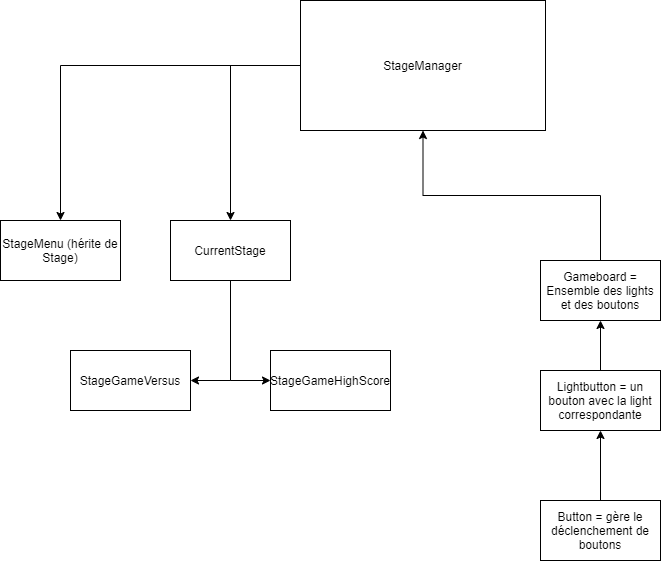 StageManager
StageMenu (hérite de
Stage)
CurrentStage
Gameboard =
Ensemble des lights
et des boutons
StageGameVersus
StageGameHighScore
Lightbutton = un
bouton avec la light
correspondante
Button = gère le
déclenchement de
boutons